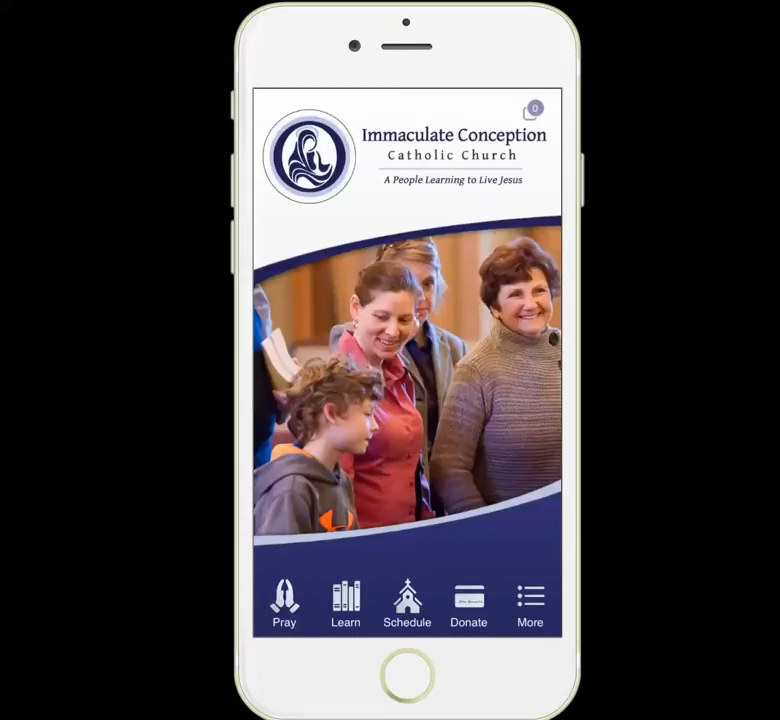 0
Immaculate Conception
Catholic Church
A People Learning to Live Jesus
Pray
Learn
Schedule
Donate
More